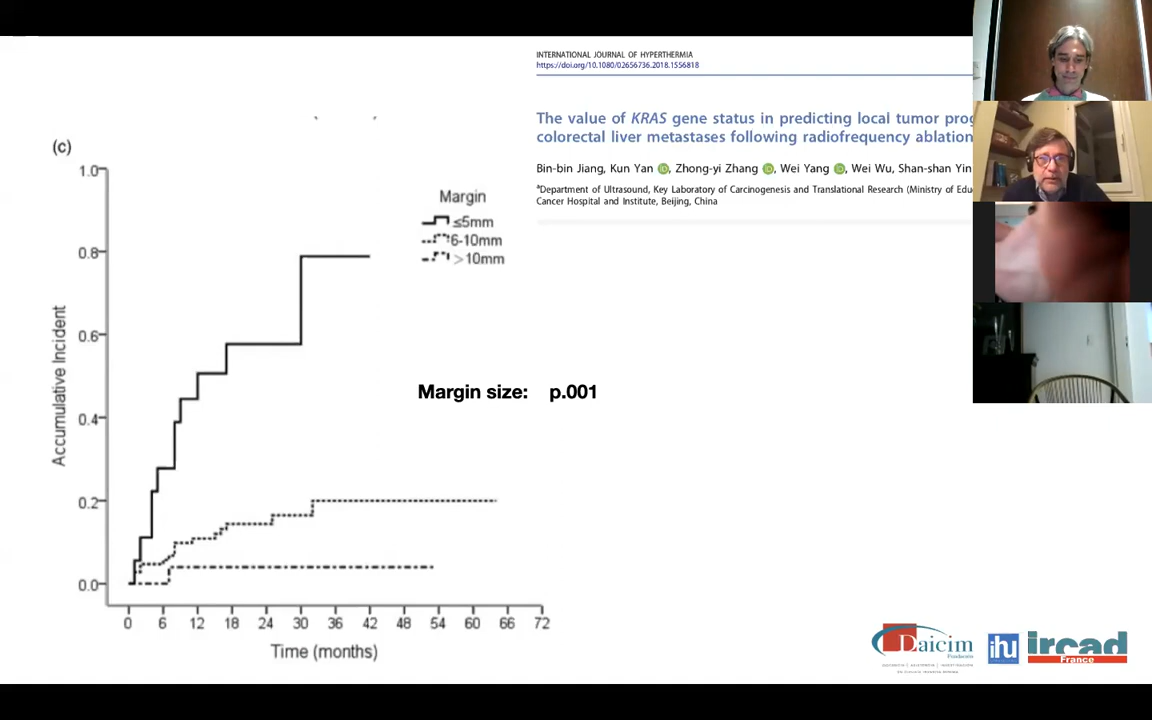 INTERNATIONAL JOURNAL OF HYPERTHERMIA
https://doi.org/10.1080/02656736.2018.1556818
The value of KRAS gene status in predicting local tumor prog
colorectal liver metastases following radiofrequency ablation
Bin-bin Jiang, Kun Yan, Zhong-yi Zhang, Wei Yang, Wei Wu, Shan-shan Yin
aDepartment of Ultrasound, Key Laboratory of Carcinogenesis and Translational Research (Ministry of Edu
Cancer Hospital and Institute, Beijing, China
(c)
Margin
≤5mm
6-10mm
>10mm
Accumulative Incident
1.0
0.8
0.6
0.4
0.2
0.0
0 6 12 18 24 30 36 42 48 54 60 66 72
Time (months)
Margin size: p.001
Daicim
Fundación
ihu
ircad
France